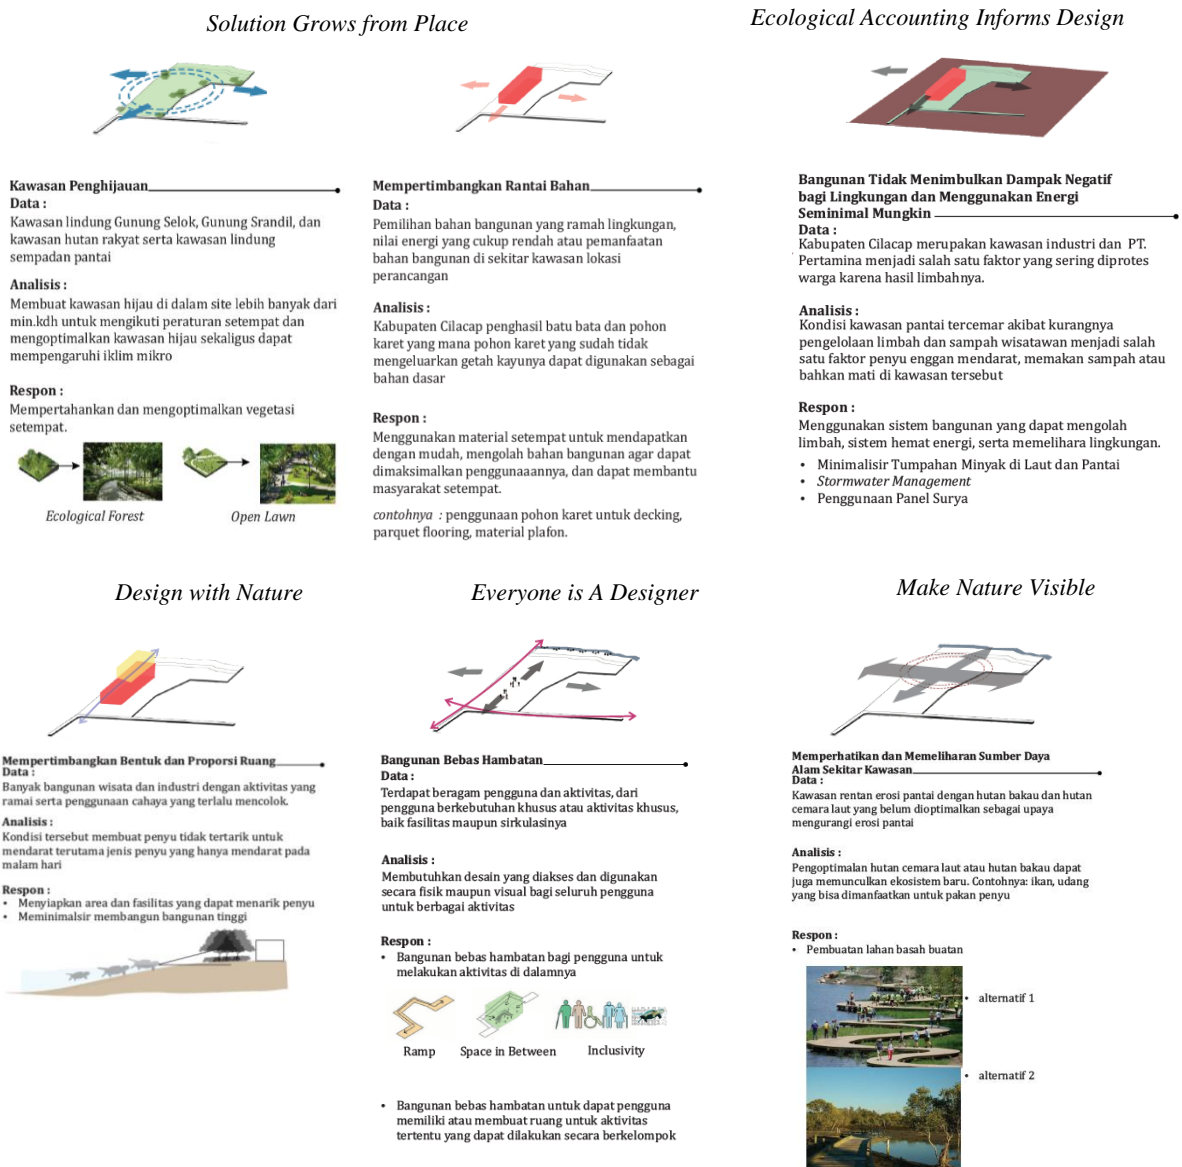 Solution Grows from Place
Kawasan Penghijauan
Data :
Kawasan lindung Gunung Selok, Gunung Srandil, dan
kawasan hutan rakyat serta kawasan lindung
sempadan pantai
Analisis :
Membuat kawasan hijau di dalam site lebih banyak dari
min.kdh untuk mengikuti peraturan setempat dan
mengoptimalkan kawasan hijau sekaligus dapat
mempengaruhi iklim mikro
Respon :
Mempertahankan dan mengoptimalkan vegetasi
setempat.
Ecological Forest
Open Lawn
Mempertimbangkan Rantai Bahan
Data :
Pemilihan bahan bangunan yang ramah lingkungan,
nilai energi yang cukup rendah atau pemanfaatan
bahan bangunan di sekitar kawasan lokasi
perancangan
Analisis :
Kabupaten Cilacap penghasil batu bata dan pohon
karet yang mana pohon karet yang sudah tidak
mengeluarkan getah kayunya dapat digunakan sebagai
bahan dasar
Respon :
Menggunakan material setempat untuk mendapatkan
dengan mudah, mengolah bahan bangunan agar dapat
dimaksimalkan penggunaaannya, dan dapat membantu
masyarakat setempat.
contohnya : penggunaan pohon karet untuk decking,
parquet flooring, material plafon.
Ecological Accounting Informs Design
Bangunan Tidak Menimbulkan Dampak Negatif
bagi Lingkungan dan Menggunakan Energi
Seminimal Mungkin
Data :
Kabupaten Cilacap merupakan kawasan industri dan PT.
Pertamina menjadi salah satu faktor yang sering diprotes
warga karena hasil limbahnya.
Analisis :
Kondisi kawasan pantai tercemar akibat kurangnya
pengelolaan limbah dan sampah wisatawan menjadi salah
satu faktor penyu enggan mendarat, memakan sampah atau
bahkan mati di kawasan tersebut
Respon :
Menggunakan sistem bangunan yang dapat mengolah
limbah, sistem hemat energi, serta memelihara lingkungan.
• Minimalisir Tumpahan Minyak di Laut dan Pantai
• Stormwater Management
• Penggunaan Panel Surya
Design with Nature
Mempertimbangkan Bentuk dan Proporsi Ruang
Data :
Banyak bangunan wisata dan industri dengan aktivitas yang
ramai serta penggunaan cahaya yang terlalu mencolok.
Analisis :
Kondisi tersebut membuat penyu tidak tertarik untuk
mendarat terutama jenis penyu yang hanya mendarat pada
malam hari
Respon :
• Menyiapkan area dan fasilitas yang dapat menarik penyu
• Meminimalsir membangun bangunan tinggi
Everyone is A Designer
Bangunan Bebas Hambatan
Data :
Terdapat beragam pengguna dan aktivitas, dari
pengguna berkebutuhan khusus atau aktivitas khusus,
baik fasilitas maupun sirkulasinya
Analisis :
Membutuhkan desain yang diakses dan digunakan
secara fisik maupun visual bagi seluruh pengguna
untuk berbagai aktivitas
Respon :
• Bangunan bebas hambatan bagi pengguna untuk
melakukan aktivitas di dalamnya
Ramp
Space in Between
Inclusivity
• Bangunan bebas hambatan untuk dapat pengguna
memiliki atau membuat ruang untuk aktivitas
tertentu yang dapat dilakukan secara berkelompok
Make Nature Visible
Memperhatikan dan Memeliharan Sumber Daya
Alam Sekitar Kawasan
Data :
Kawasan rentan erosi pantai dengan hutan bakau dan hutan
cemara laut yang belum dioptimalkan sebagai upaya
mengurangi erosi pantai
Analisis :
Pengoptimalan hutan cemara laut atau hutan bakau dapat
juga memunculkan ekosistem baru. Contohnya: ikan, udang
yang bisa dimanfaatkan untuk pakan penyu
Respon :
• Pembuatan lahan basah buatan
• alternatif 1
• alternatif 2